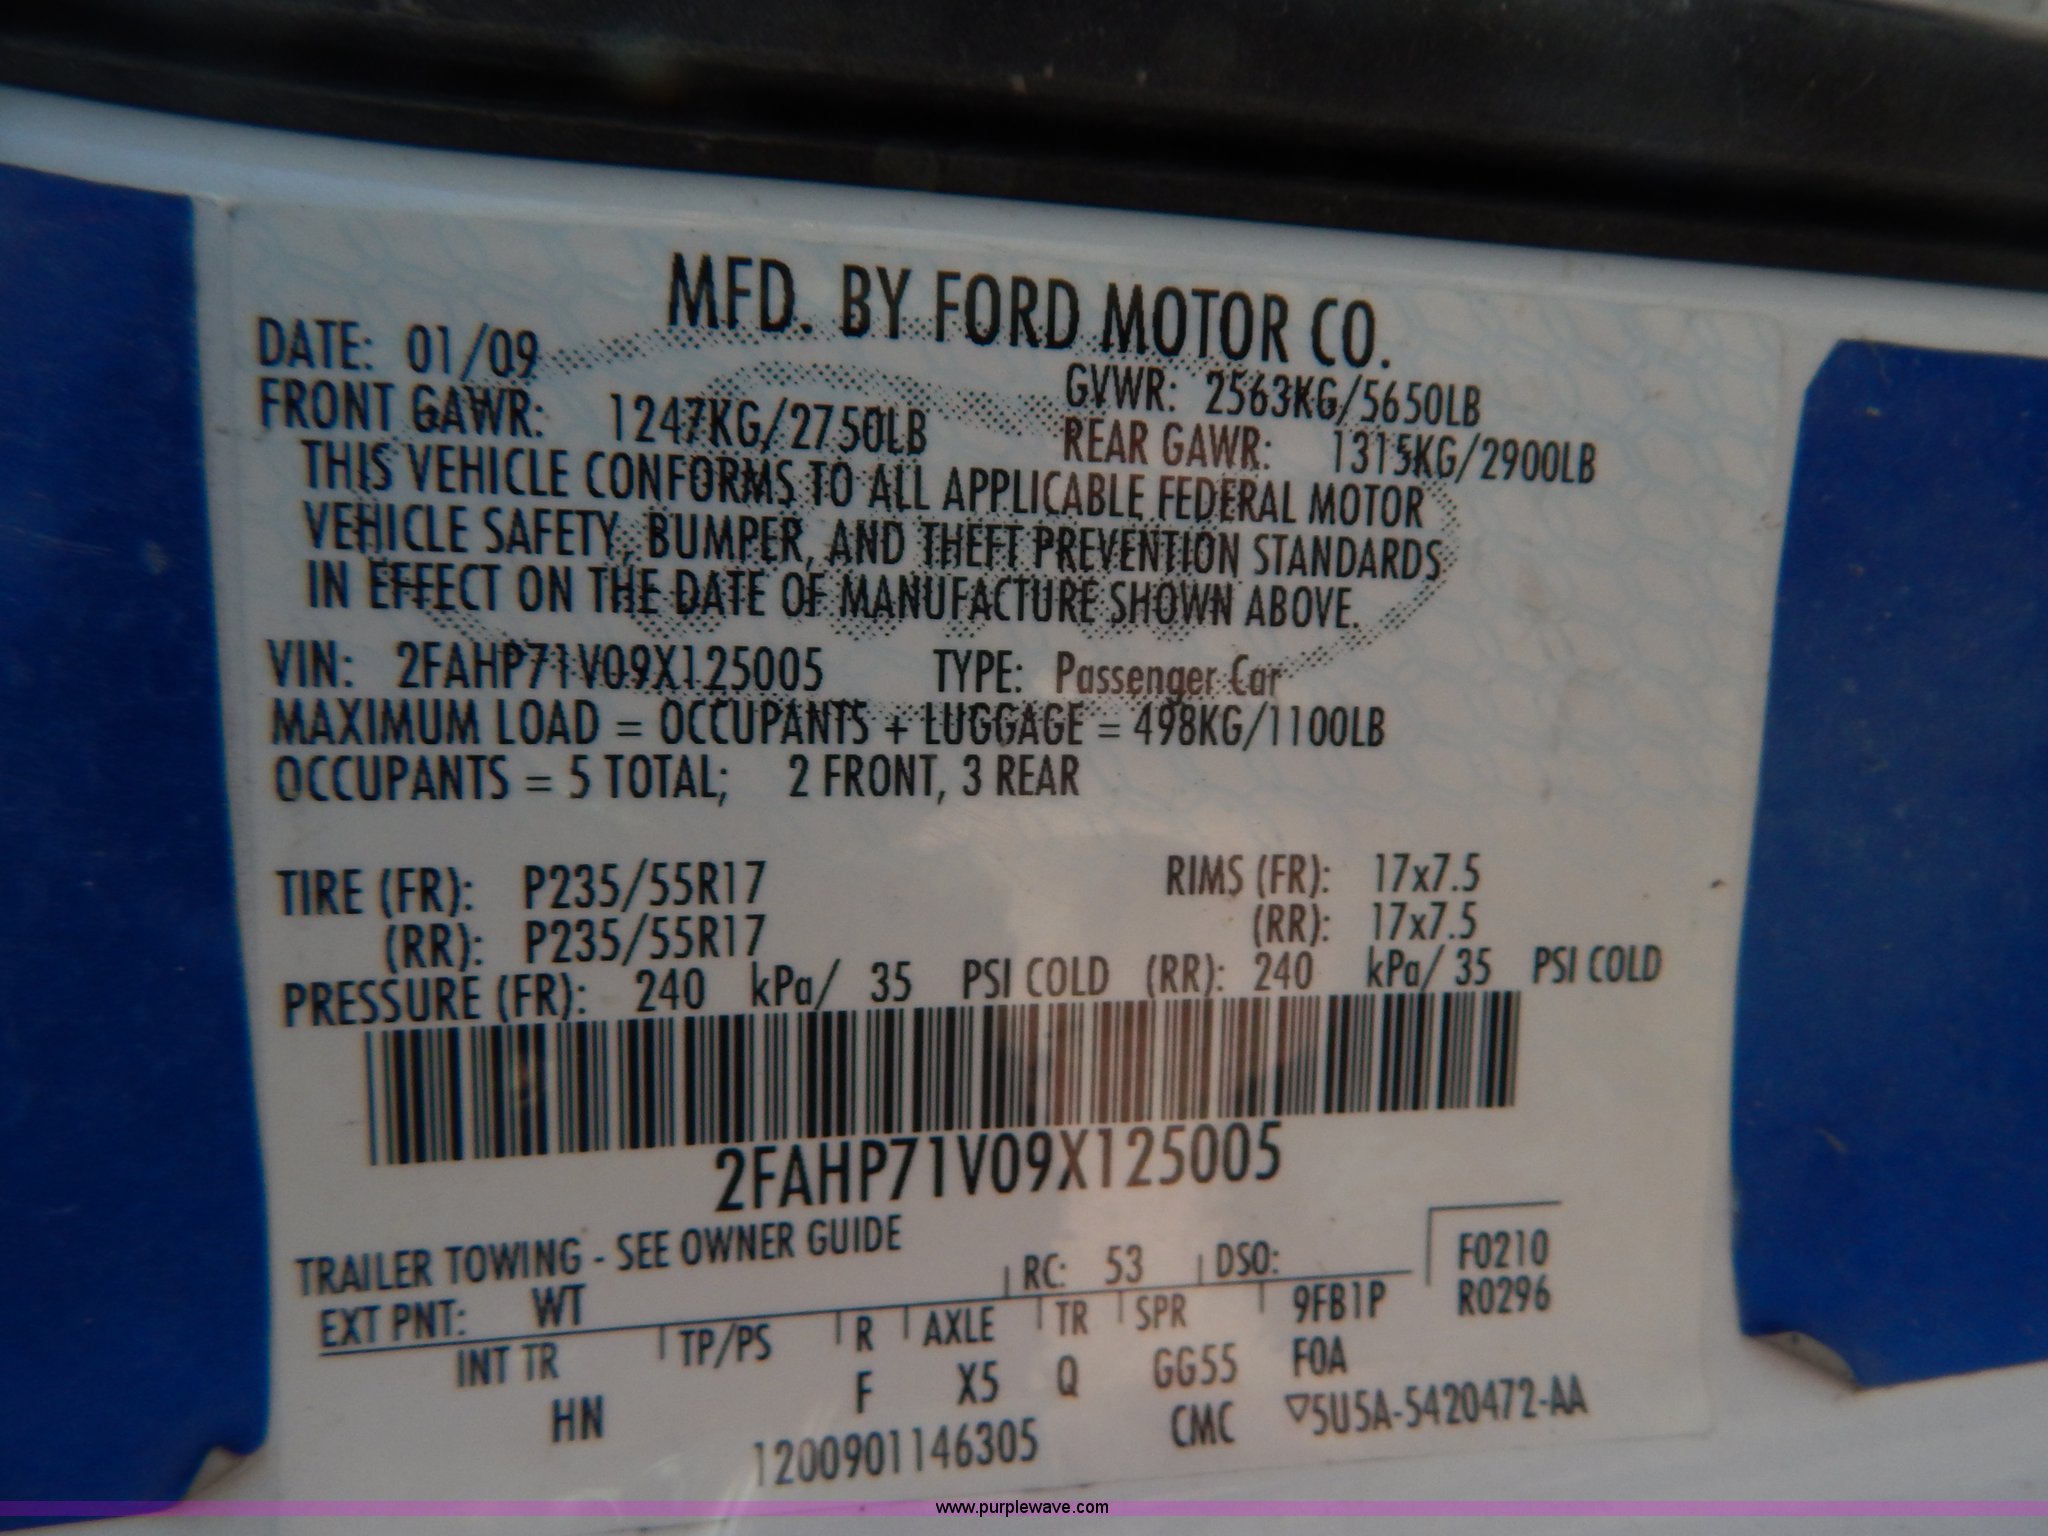 MFD. BY FORD MOTOR CO.
DATE: 01/09
GVWR: 2563KG/5650LB
FRONT GAWR: 1247KG/2750LB
REAR GAWR: 1315KG/2900LB
THIS VEHICLE CONFORMS TO ALL APPLICABLE FEDERAL MOTOR
VEHICLE SAFETY, BUMPER, AND THEFT PREVENTION STANDARDS
IN EFFECT ON THE DATE OF MANUFACTURE SHOWN ABOVE.
VIN: 2FAHP71V09X125005 TYPE: Passenger Car
MAXIMUM LOAD = OCCUPANTS + LUGGAGE = 498KG/1100LB
OCCUPANTS = 5 TOTAL; 2 FRONT, 3 REAR
TIRE (FR): P235/55R17 RIMS (FR): 17x7.5
(RR): P235/55R17 (RR): 17x7.5
PRESSURE (FR): 240 kPa/ 35 PSI COLD (RR): 240 kPa/ 35 PSI COLD
2FAHP71V09X125005
TRAILER TOWING - SEE OWNER GUIDE
EXT PNT: WT RC: 53 DSO: F0210
INT TR TP/PS R AXLE TR SPR 9FB1P R0296
HN F X5 Q GG55 F0A
1200901146305 CMC ▽5U5A-5420472-AA
www.purplewave.com